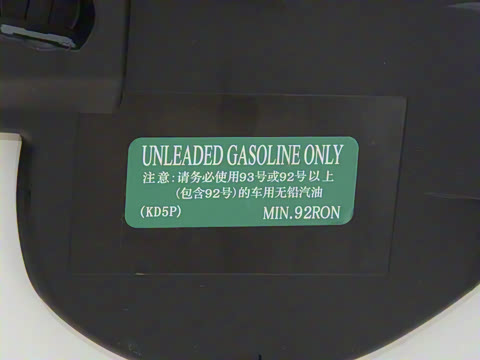 UNLEADED GASOLINE ONLY
注意:请务必使用93号或92号以上
(包含92号)的车用无铅汽油
(KD5P) MIN.92RON